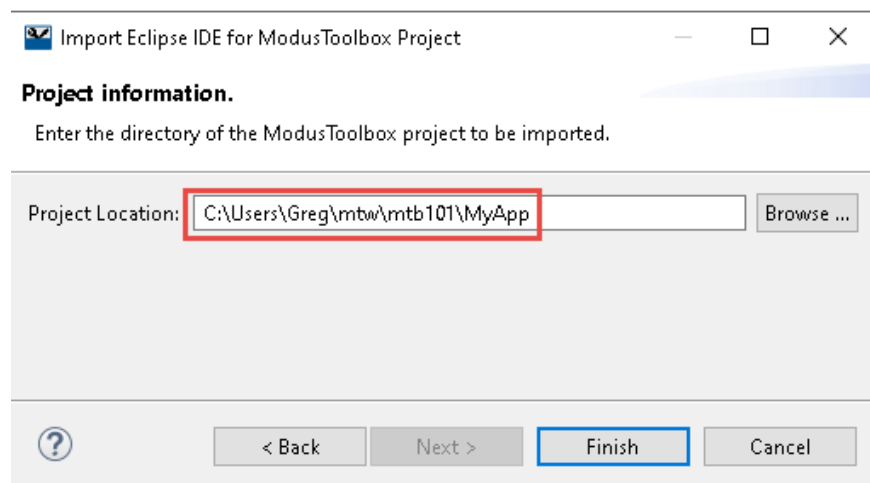 Import Eclipse IDE for ModusToolbox Project
Project information.
Enter the directory of the ModusToolbox project to be imported.
Project Location: C:\Users\Greg\mtw\mtb101\MyApp Browse ...
? < Back Next > Finish Cancel